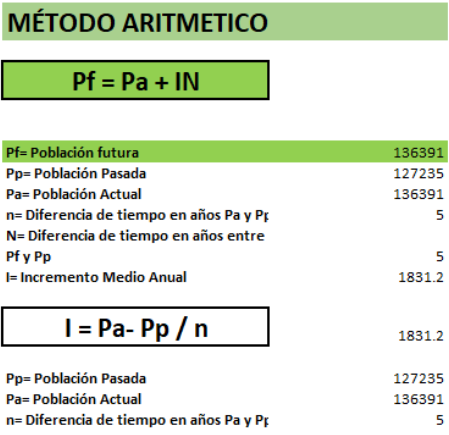 MÉTODO ARITMETICO
Pf = Pa + IN
Pf= Población futura 136391
Pp= Población Pasada 127235
Pa= Población Actual 136391
n= Diferencia de tiempo en años Pa y Pp 5
N= Diferencia de tiempo en años entre
Pf y Pp 5
I= Incremento Medio Anual 1831.2
I = Pa- Pp / n 1831.2
Pp= Población Pasada 127235
Pa= Población Actual 136391
n= Diferencia de tiempo en años Pa y Pp 5